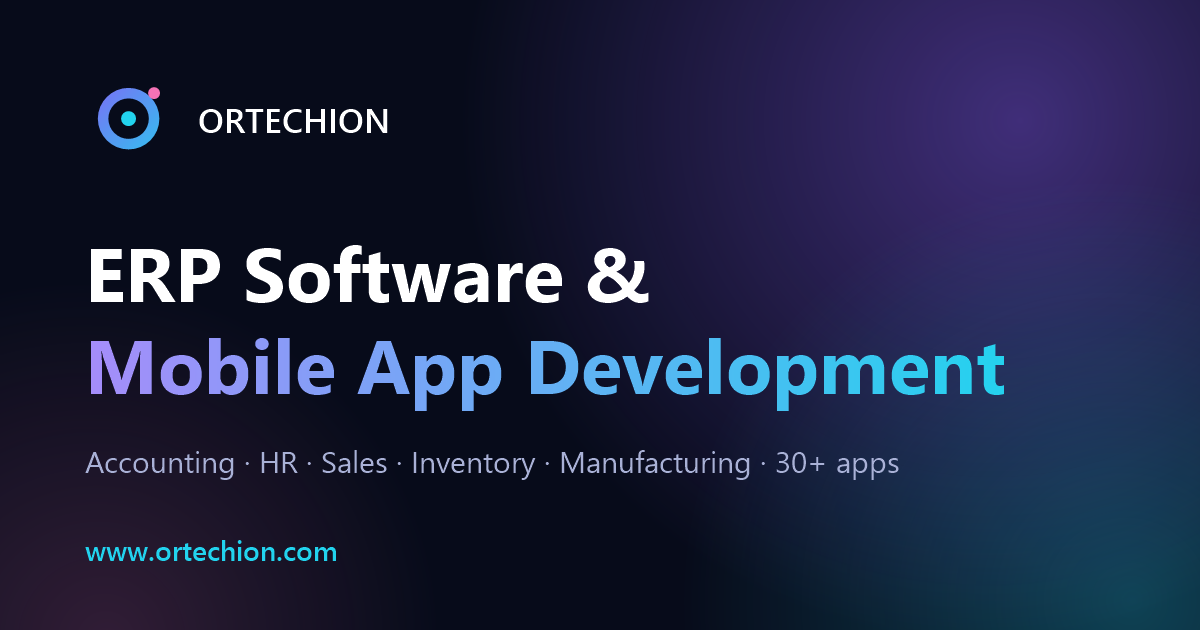 ORTECHION
ERP Software &
Mobile App Development
Accounting · HR · Sales · Inventory · Manufacturing · 30+ apps
www.ortechion.com